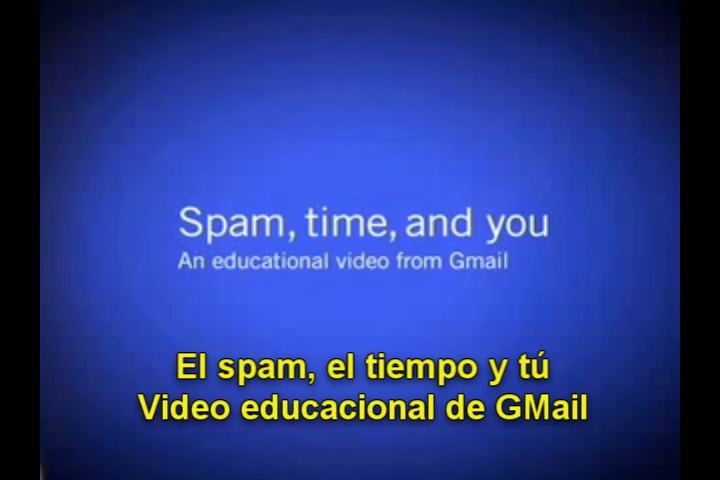 Spam, time, and you
An educational video from Gmail
El spam, el tiempo y tú
Video educacional de GMail